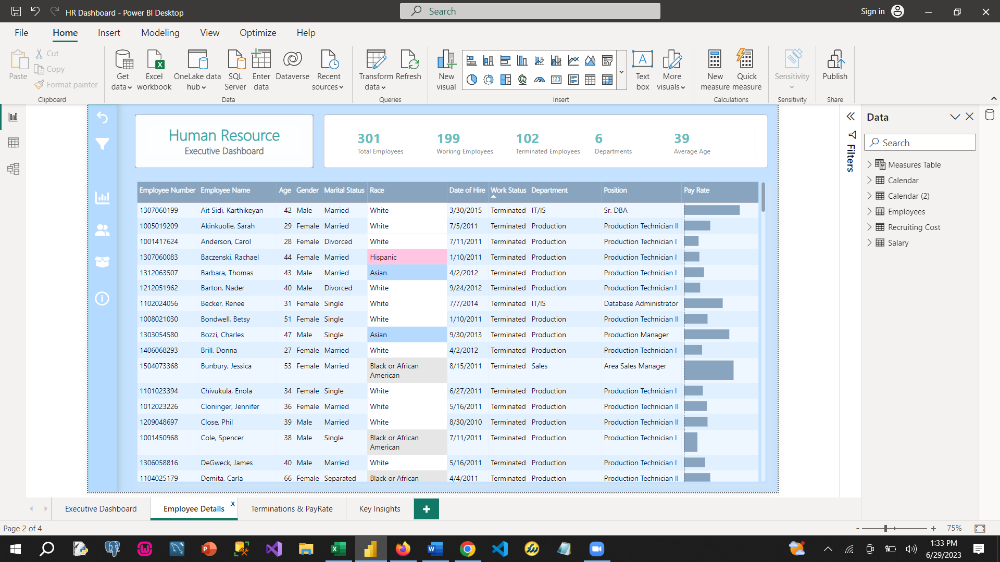 HR Dashboard - Power BI Desktop
Search
Sign in
File Home Insert Modeling View Optimize Help
Paste
Cut
Copy
Format painter
Clipboard
Get data
Excel workbook
OneLake data hub
SQL Server
Enter data
Dataverse
Recent sources
Data
Transform data
Refresh
Queries
New visual
Text box
More visuals
Insert
New measure
Quick measure
Calculations
Sensitivity
Sensitivity
Publish
Share
Human Resource
Executive Dashboard
301 199 102 6 39
Total Employees Working Employees Terminated Employees Departments Average Age
Employee Number Employee Name Age Gender Marital Status Race Date of Hire Work Status Department Position Pay Rate
1307060199 Ait Sidi, Karthikeyan 42 Male Married White 3/30/2015 Terminated IT/IS Sr. DBA
1005019209 Akinkuolie, Sarah 29 Female Married White 7/5/2011 Terminated Production Production Technician II
1001417624 Anderson, Carol 28 Female Divorced White 7/11/2011 Terminated Production Production Technician I
1307060083 Baczenski, Rachael 44 Female Married Hispanic 1/10/2011 Terminated Production Production Technician I
1312063507 Barbara, Thomas 43 Male Married Asian 4/2/2012 Terminated Production Production Technician I
1212051962 Barton, Nader 40 Male Divorced White 9/24/2012 Terminated Production Production Technician I
1102024056 Becker, Renee 31 Female Single White 7/7/2014 Terminated IT/IS Database Administrator
1008021030 Bondwell, Betsy 51 Female Single White 1/10/2011 Terminated Production Production Technician II
1303054580 Bozzi, Charles 47 Male Single Asian 9/30/2013 Terminated Production Production Manager
1406068293 Brill, Donna 27 Female Married White 4/2/2012 Terminated Production Production Technician I
1504073368 Bunbury, Jessica 53 Female Married Black or African American 8/15/2011 Terminated Sales Area Sales Manager
1101023394 Chivukula, Enola 34 Female Single White 6/27/2011 Terminated Production Production Technician I
1012023226 Cloninger, Jennifer 36 Female Married White 5/16/2011 Terminated Production Production Technician II
1209048697 Close, Phil 39 Male Married White 8/30/2010 Terminated Production Production Technician II
1001450968 Cole, Spencer 38 Male Single Black or African American 7/11/2011 Terminated Production Production Technician I
1306058816 DeGweck, James 40 Male Married White 5/16/2011 Terminated Production Production Technician I
1104025179 Demita, Carla 66 Female Separated Black or African 4/4/2011 Terminated Production Production Technician II
Filters
Data
Search
Measures Table
Calendar
Calendar (2)
Employees
Recruiting Cost
Salary
Executive Dashboard Employee Details x Terminations & PayRate Key Insights +
Page 2 of 4
- + 75%
1:33 PM
6/29/2023